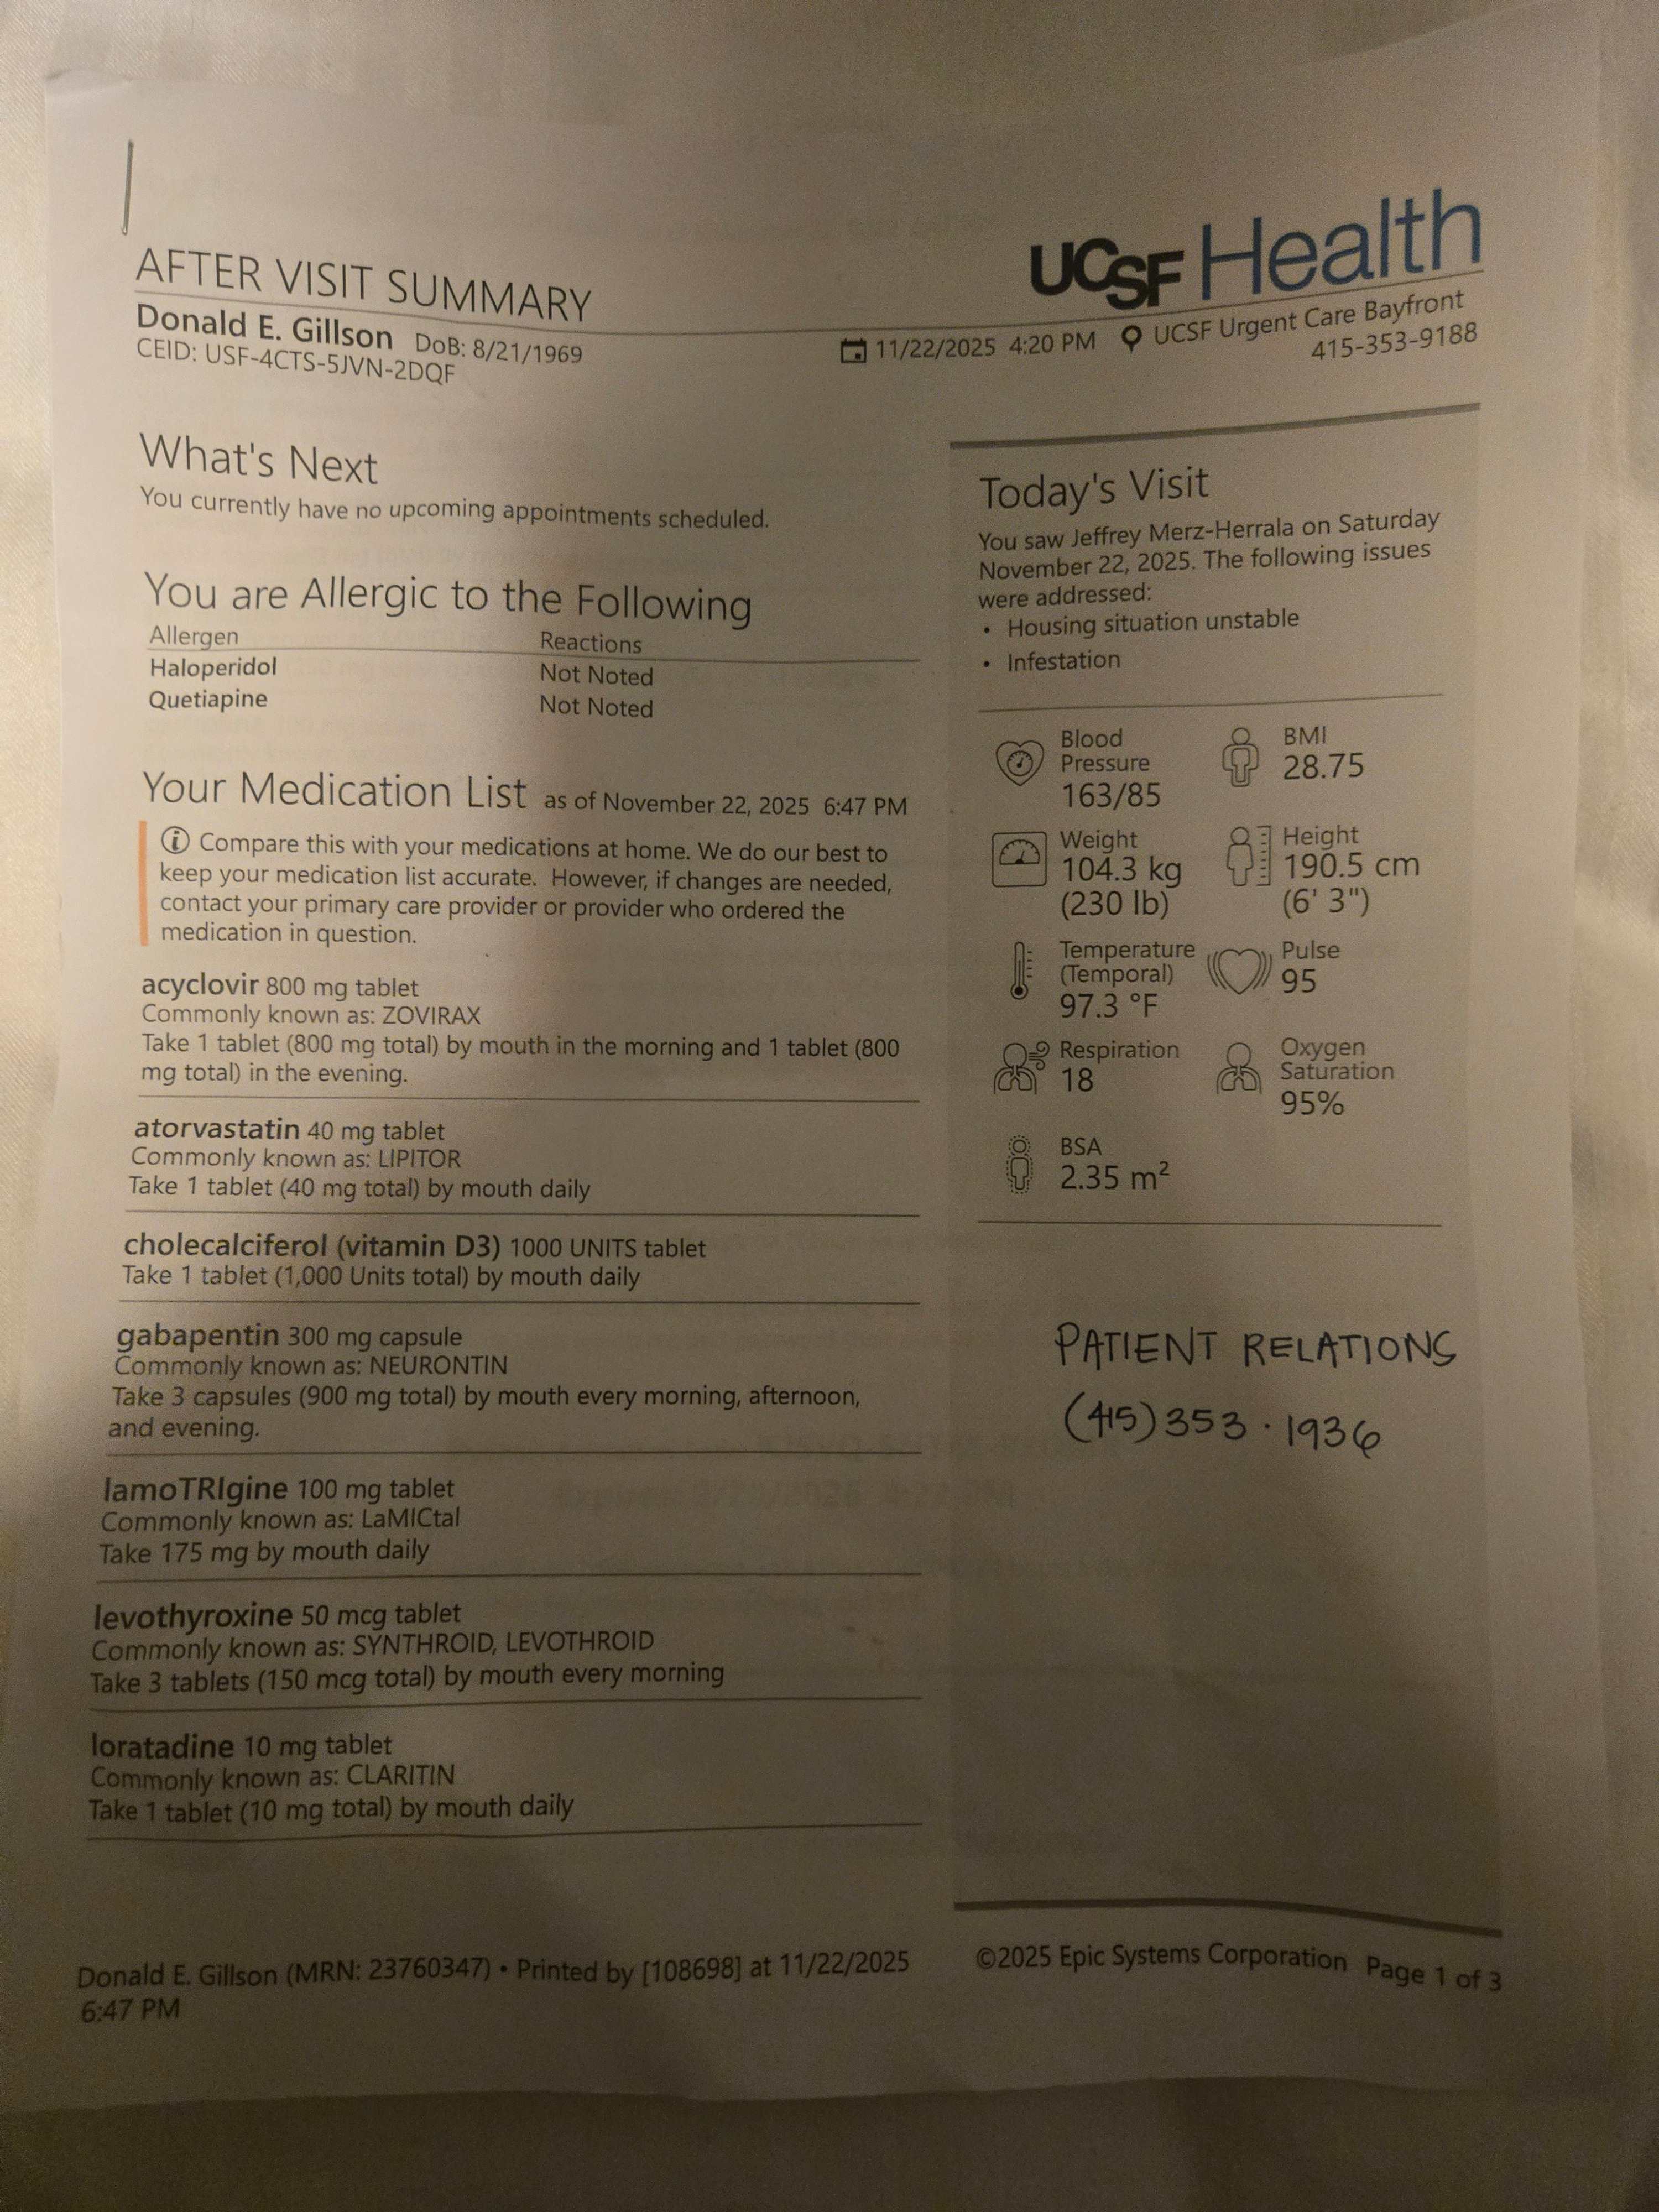 AFTER VISIT SUMMARY
Donald E. Gillson DoB: 8/21/1969
CEID: USF-4CTS-5JVN-2DQF
UCSF Health
11/22/2025 4:20 PM UCSF Urgent Care Bayfront
415-353-9188
What's Next
You currently have no upcoming appointments scheduled.
You are Allergic to the Following
Allergen Reactions
Haloperidol Not Noted
Quetiapine Not Noted
Your Medication List as of November 22, 2025 6:47 PM
Compare this with your medications at home. We do our best to
keep your medication list accurate. However, if changes are needed,
contact your primary care provider or provider who ordered the
medication in question.
acyclovir 800 mg tablet
Commonly known as: ZOVIRAX
Take 1 tablet (800 mg total) by mouth in the morning and 1 tablet (800
mg total) in the evening.
atorvastatin 40 mg tablet
Commonly known as: LIPITOR
Take 1 tablet (40 mg total) by mouth daily
cholecalciferol (vitamin D3) 1000 UNITS tablet
Take 1 tablet (1,000 Units total) by mouth daily
gabapentin 300 mg capsule
Commonly known as: NEURONTIN
Take 3 capsules (900 mg total) by mouth every morning, afternoon,
and evening.
lamoTRIgine 100 mg tablet
Commonly known as: LaMICtal
Take 175 mg by mouth daily
levothyroxine 50 mcg tablet
Commonly known as: SYNTHROID, LEVOTHROID
Take 3 tablets (150 mcg total) by mouth every morning
loratadine 10 mg tablet
Commonly known as: CLARITIN
Take 1 tablet (10 mg total) by mouth daily
Today's Visit
You saw Jeffrey Merz-Herrala on Saturday
November 22, 2025. The following issues
were addressed:
• Housing situation unstable
• Infestation
Blood
Pressure
163/85
BMI
28.75
Weight
104.3 kg
(230 lb)
Height
190.5 cm
(6' 3")
Temperature
(Temporal)
97.3 °F
Pulse
95
Respiration
18
Oxygen
Saturation
95%
BSA
2.35 m²
PATIENT RELATIONS
(415) 353 · 1936
Donald E. Gillson (MRN: 23760347) • Printed by [108698] at 11/22/2025
6:47 PM
©2025 Epic Systems Corporation Page 1 of 3